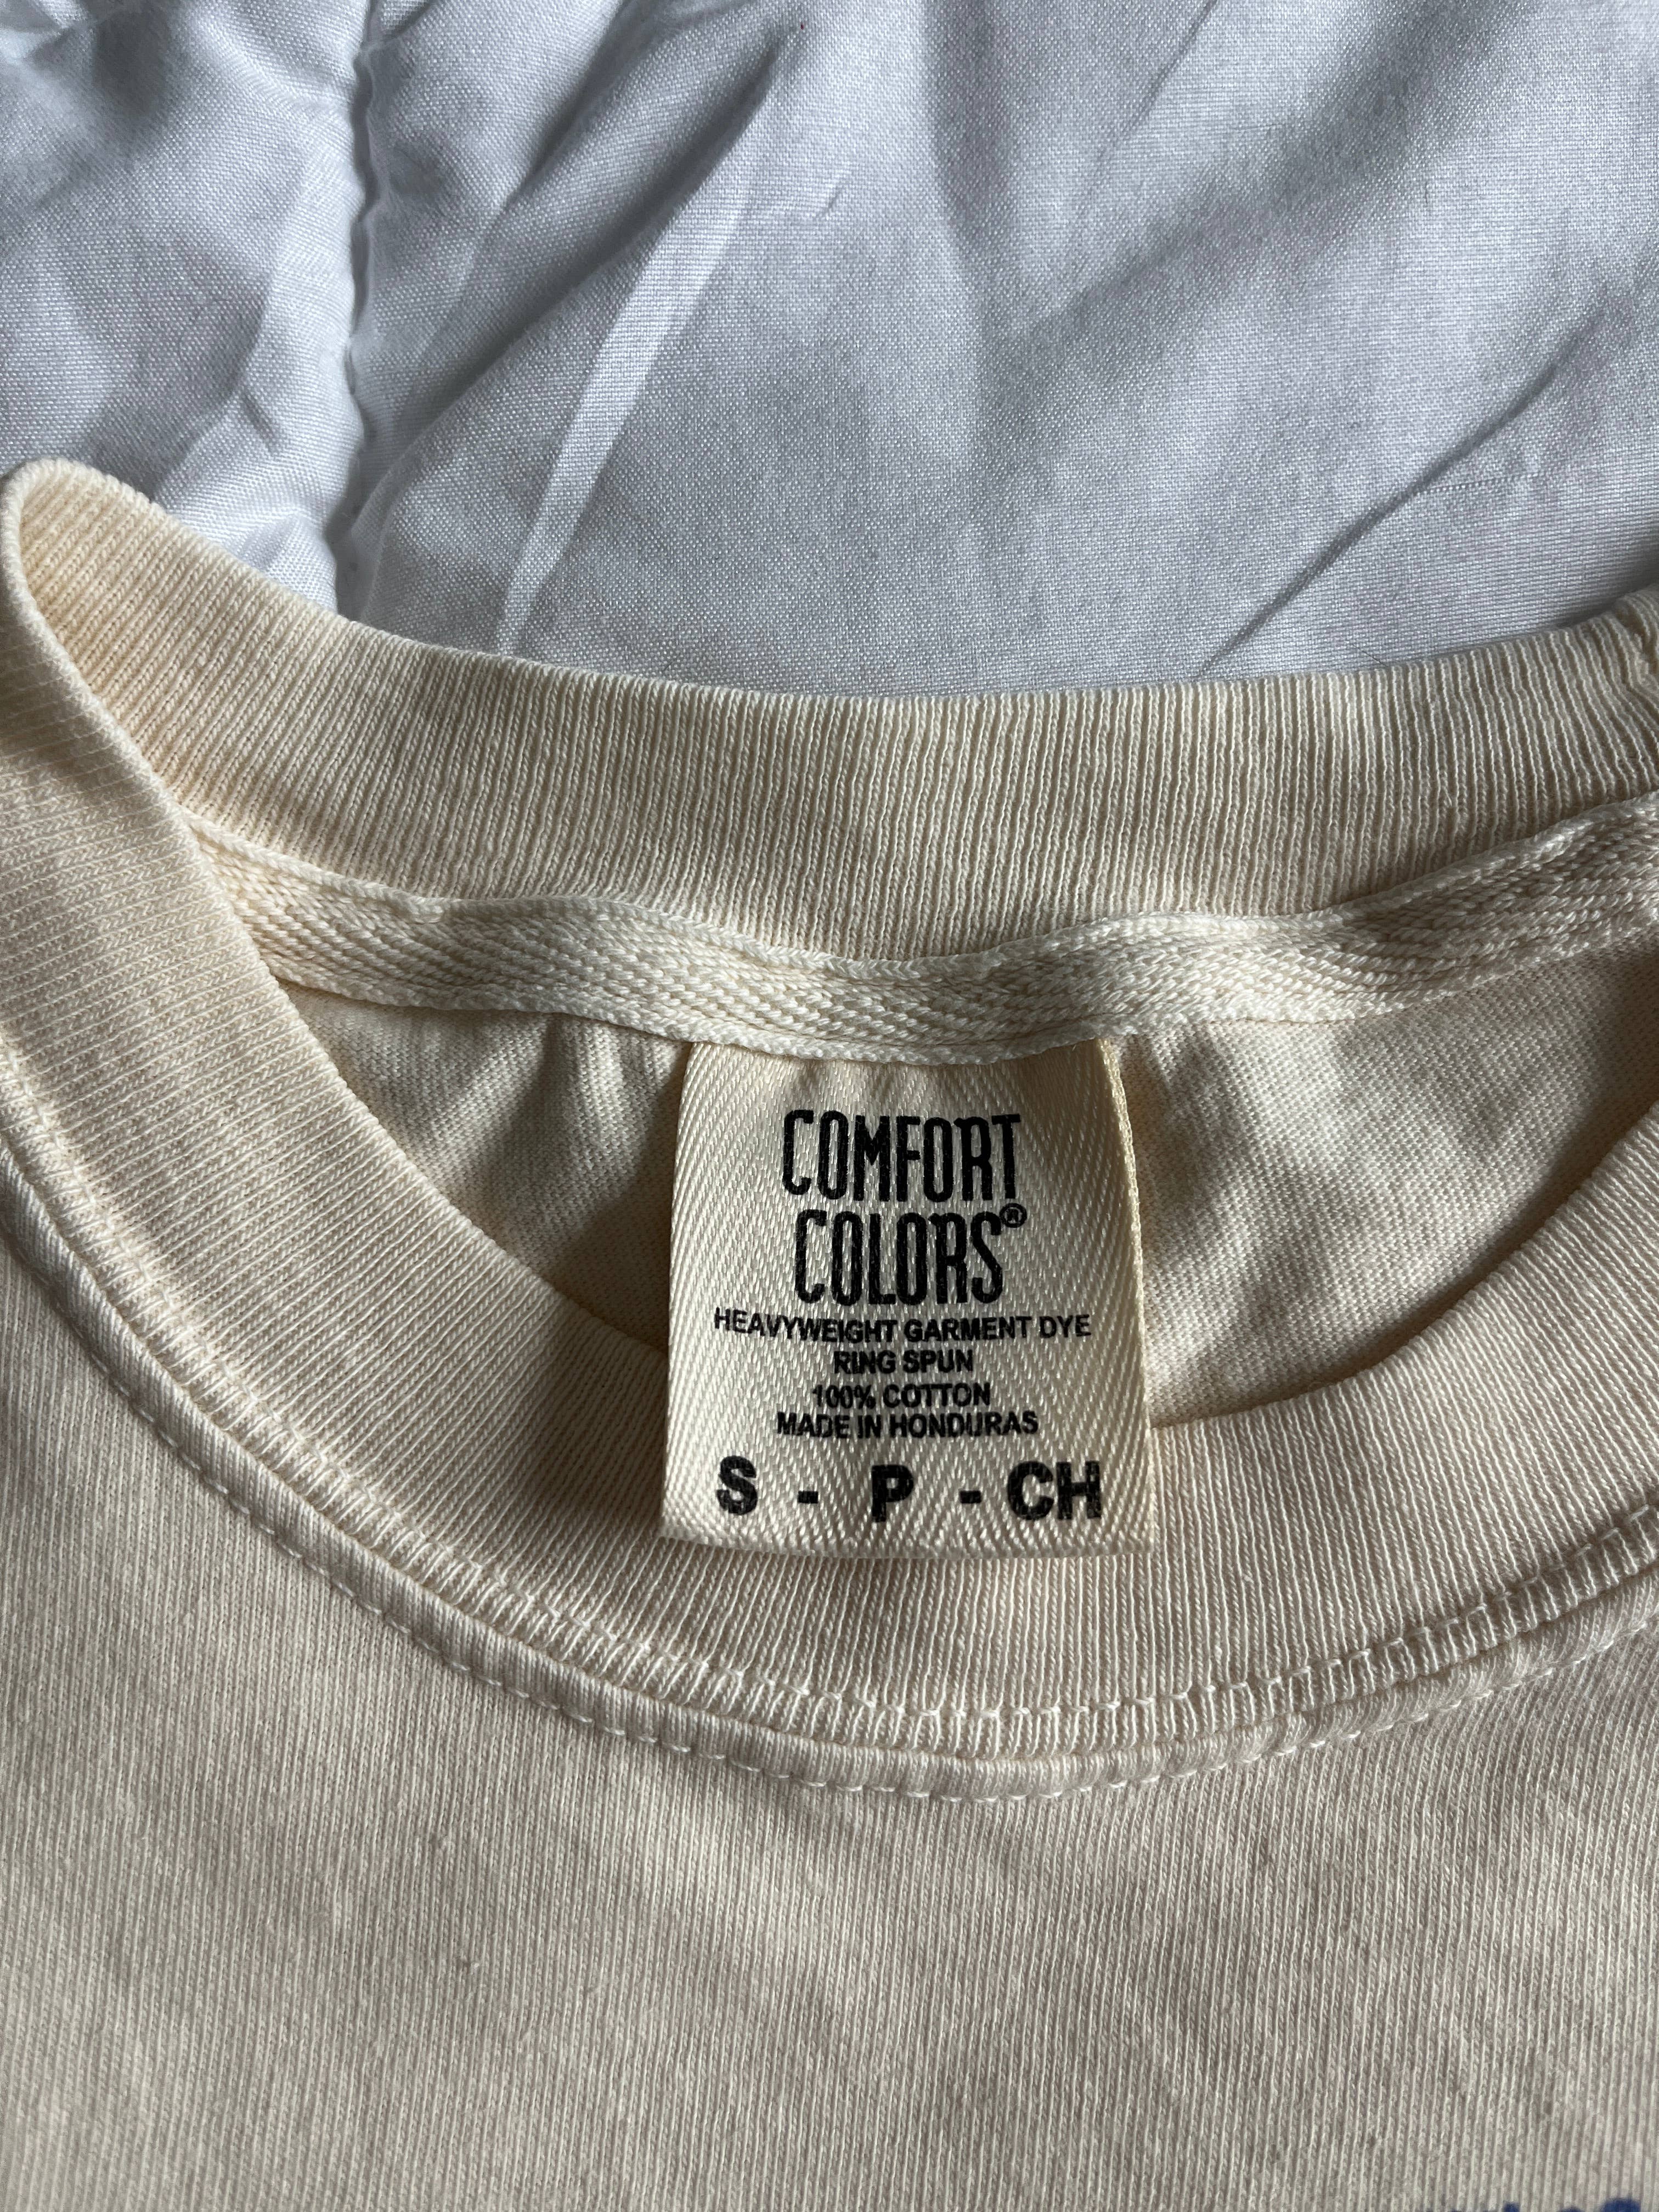 COMFORT
COLORS®
HEAVYWEIGHT GARMENT DYE
RING SPUN
100% COTTON
MADE IN HONDURAS
S - P - CH